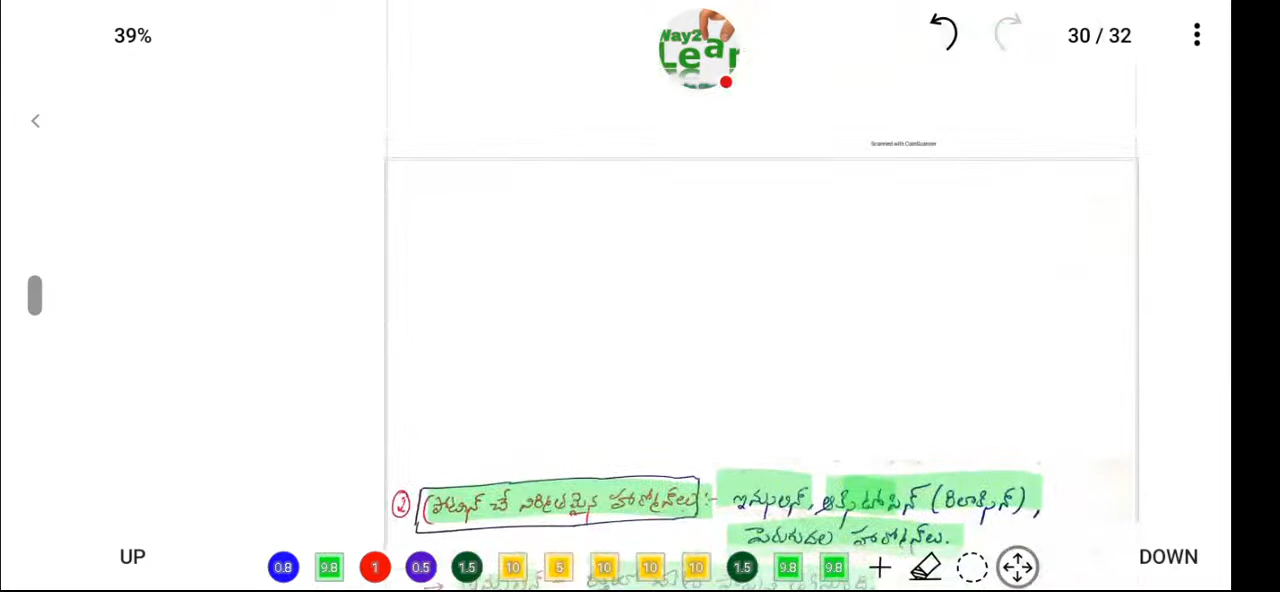 39%
Way2
Lear
30 / 32
Scanned with CamScanner
② (ప్రోటీన్ చే నిర్మితమైన హార్మోన్‌లు) :- ఇన్సులిన్, ఆక్సిటోసిన్ (రిలాక్సిన్),
పెరుగుదల హార్మోన్‌లు.
UP
DOWN
0.8 9.8 1 0.5 1.5 10 5 10 10 10 1.5 9.8 9.8